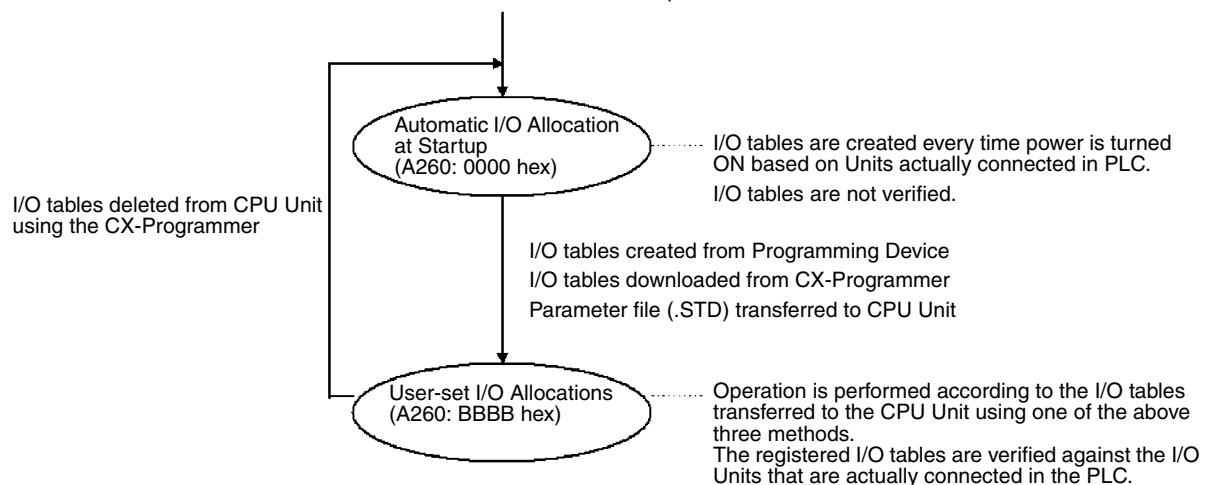 Automatic I/O Allocation
at Startup
(A260: 0000 hex)
I/O tables are created every time power is turned
ON based on Units actually connected in PLC.
I/O tables are not verified.
I/O tables deleted from CPU Unit
using the CX-Programmer
I/O tables created from Programming Device
I/O tables downloaded from CX-Programmer
Parameter file (.STD) transferred to CPU Unit
User-set I/O Allocations
(A260: BBBB hex)
Operation is performed according to the I/O tables
transferred to the CPU Unit using one of the above
three methods.
The registered I/O tables are verified against the I/O
Units that are actually connected in the PLC.